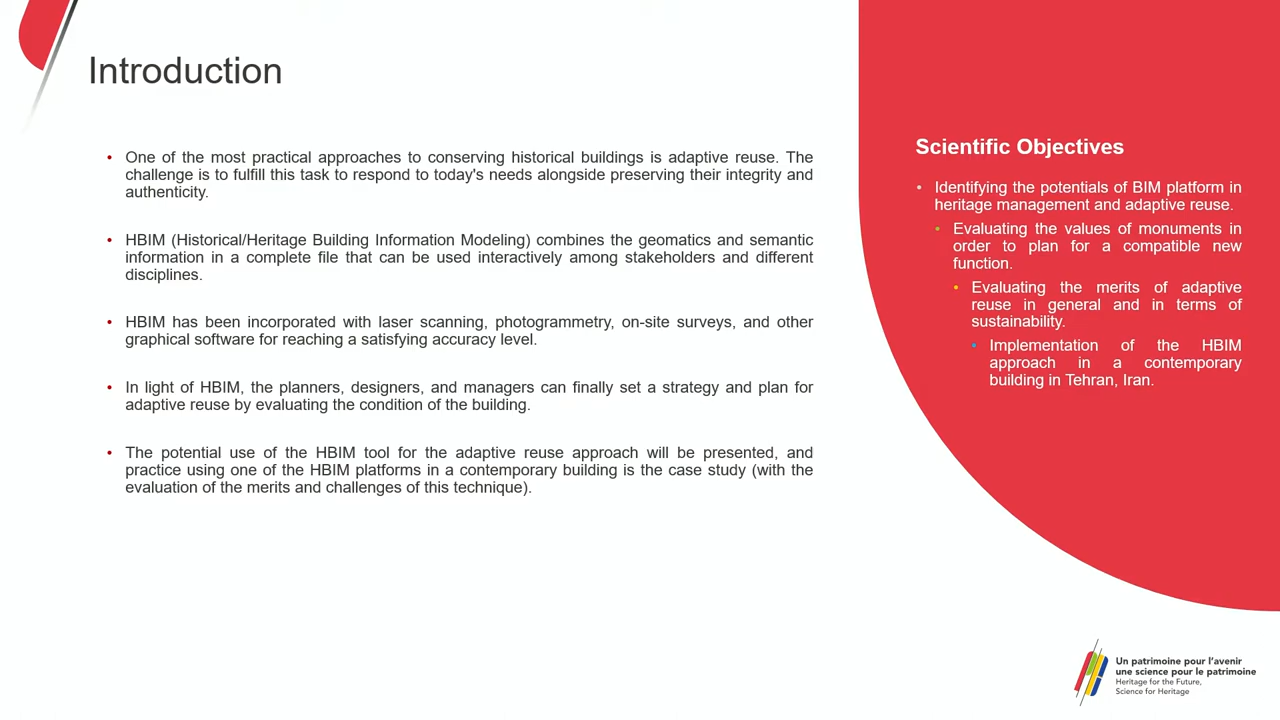 Introduction
• One of the most practical approaches to conserving historical buildings is adaptive reuse. The
challenge is to fulfill this task to respond to today's needs alongside preserving their integrity and
authenticity.
• HBIM (Historical/Heritage Building Information Modeling) combines the geomatics and semantic
information in a complete file that can be used interactively among stakeholders and different
disciplines.
• HBIM has been incorporated with laser scanning, photogrammetry, on-site surveys, and other
graphical software for reaching a satisfying accuracy level.
• In light of HBIM, the planners, designers, and managers can finally set a strategy and plan for
adaptive reuse by evaluating the condition of the building.
• The potential use of the HBIM tool for the adaptive reuse approach will be presented, and
practice using one of the HBIM platforms in a contemporary building is the case study (with the
evaluation of the merits and challenges of this technique).
Scientific Objectives
• Identifying the potentials of BIM platform in
heritage management and adaptive reuse.
• Evaluating the values of monuments in
order to plan for a compatible new
function.
• Evaluating the merits of adaptive
reuse in general and in terms of
sustainability.
• Implementation of the HBIM
approach in a contemporary
building in Tehran, Iran.
Un patrimoine pour l'avenir
une science pour le patrimoine
Heritage for the Future,
Science for Heritage